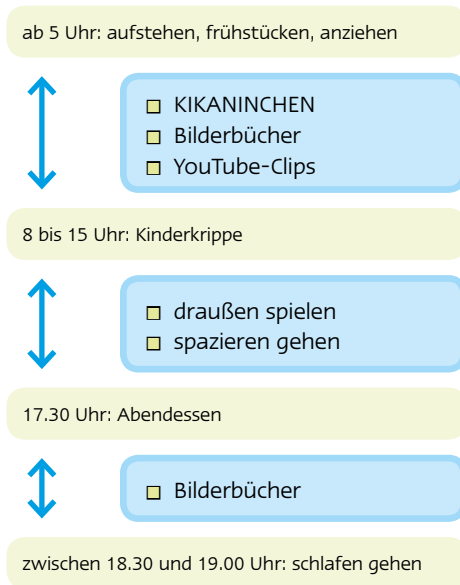 ab 5 Uhr: aufstehen, frühstücken, anziehen
KIKANINCHEN
Bilderbücher
YouTube-Clips
8 bis 15 Uhr: Kinderkrippe
draußen spielen
spazieren gehen
17.30 Uhr: Abendessen
Bilderbücher
zwischen 18.30 und 19.00 Uhr: schlafen gehen